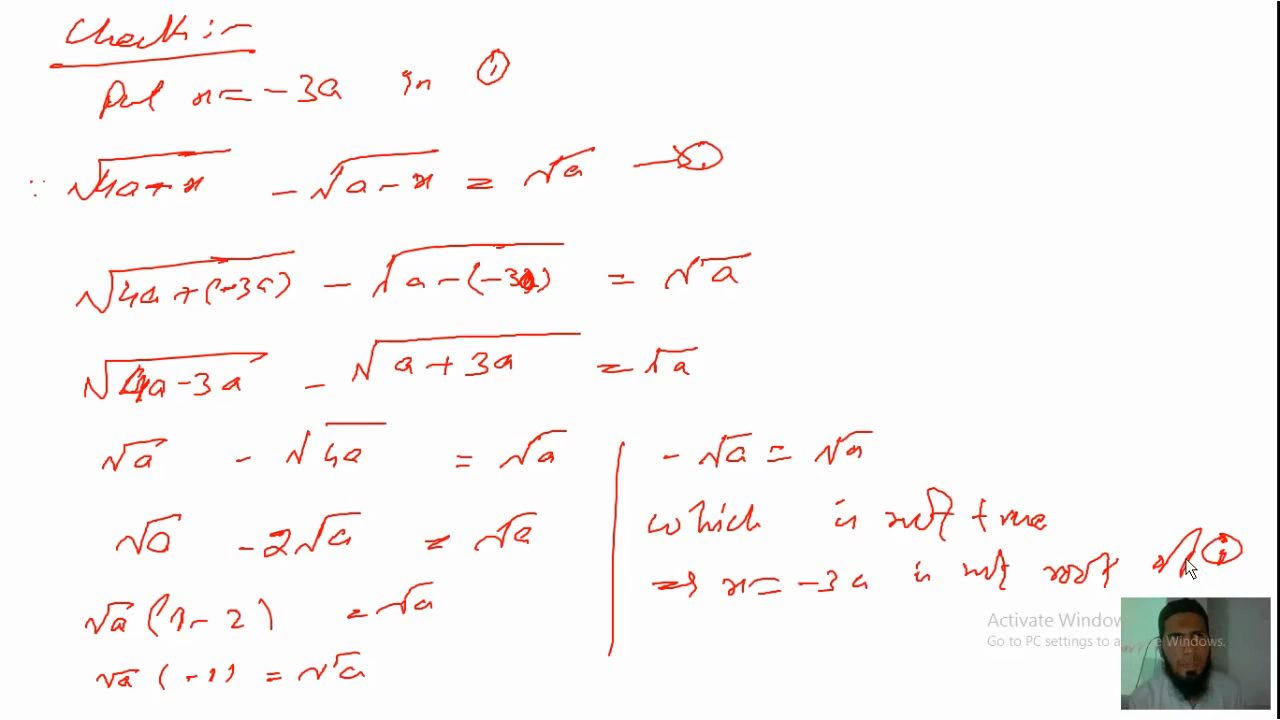 Check :-
Put x = -3a in ①
∵ √(4a+x) - √(a-x) = √a → ①
√(4a+(-3a)) - √(a-(-3a)) = √a
√(4a-3a) - √(a+3a) = √a
√a - √4a = √a
√a - 2√a = √a
√a (1-2) = √a
√a (-1) = √a
-√a = √a
which is not true
⇒ x = -3a is not root of ①
Activate Windows
Go to PC settings to activate Windows.